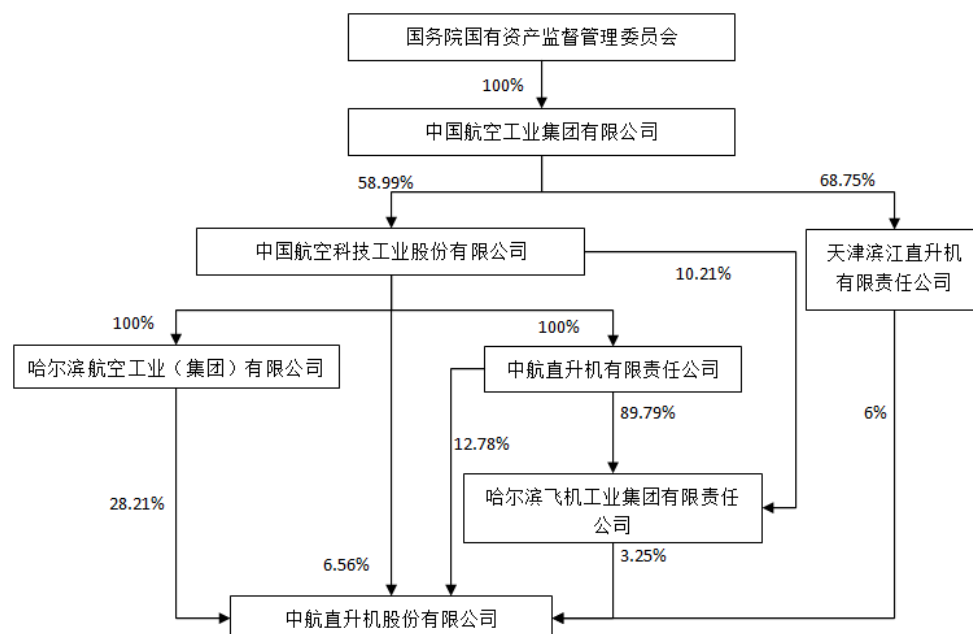 国务院国有资产监督管理委员会
100%
中国航空工业集团有限公司
58.99%
68.75%
中国航空科技工业股份有限公司
天津滨江直升机
有限责任公司
10.21%
100%
100%
哈尔滨航空工业（集团）有限公司
中航直升机有限责任公司
89.79%
6%
12.78%
哈尔滨飞机工业集团有限责任
公司
28.21%
3.25%
6.56%
中航直升机股份有限公司